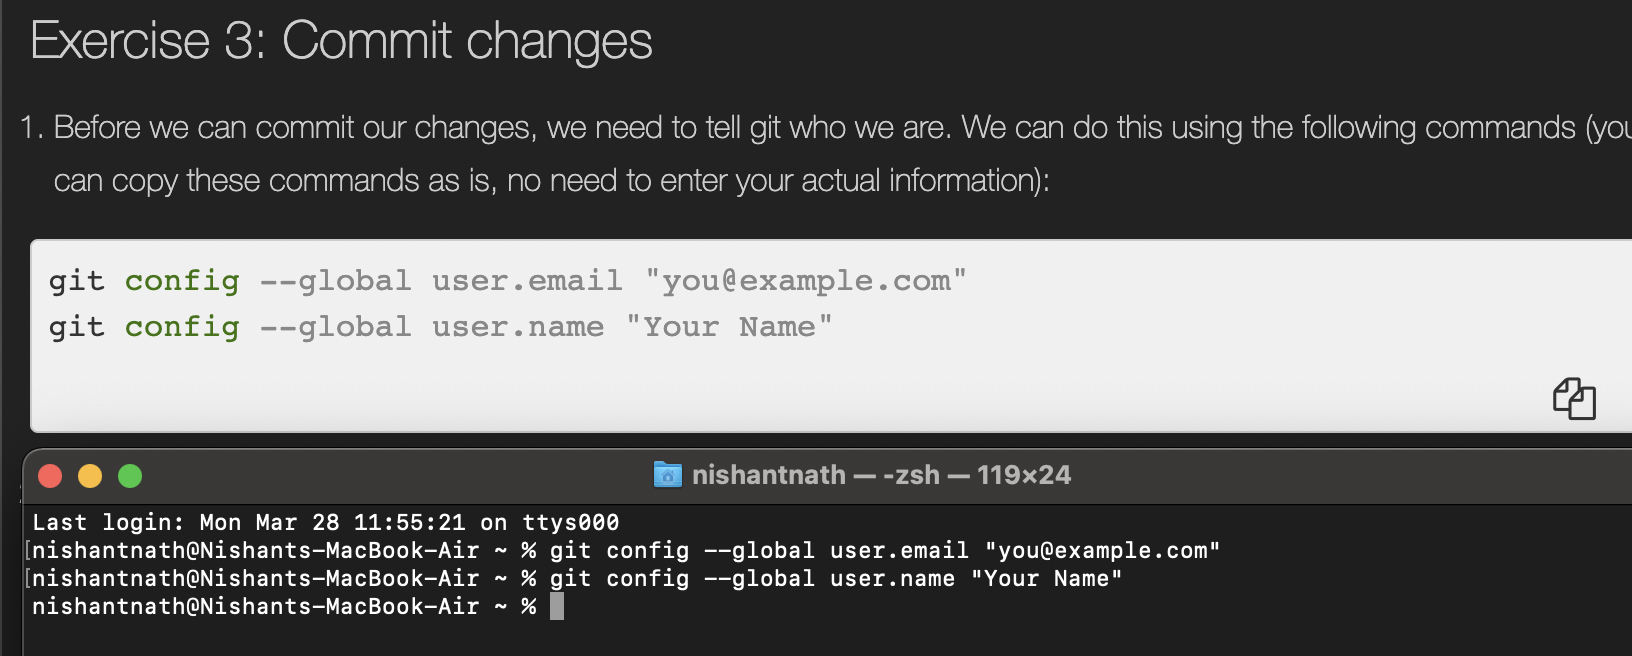 Exercise 3: Commit changes
1. Before we can commit our changes, we need to tell git who we are. We can do this using the following commands (you
can copy these commands as is, no need to enter your actual information):
git config --global user.email "you@example.com"
git config --global user.name "Your Name"
nishantnath — -zsh — 119×24
Last login: Mon Mar 28 11:55:21 on ttys000
[nishantnath@Nishants-MacBook-Air ~ % git config --global user.email "you@example.com"
[nishantnath@Nishants-MacBook-Air ~ % git config --global user.name "Your Name"
nishantnath@Nishants-MacBook-Air ~ %